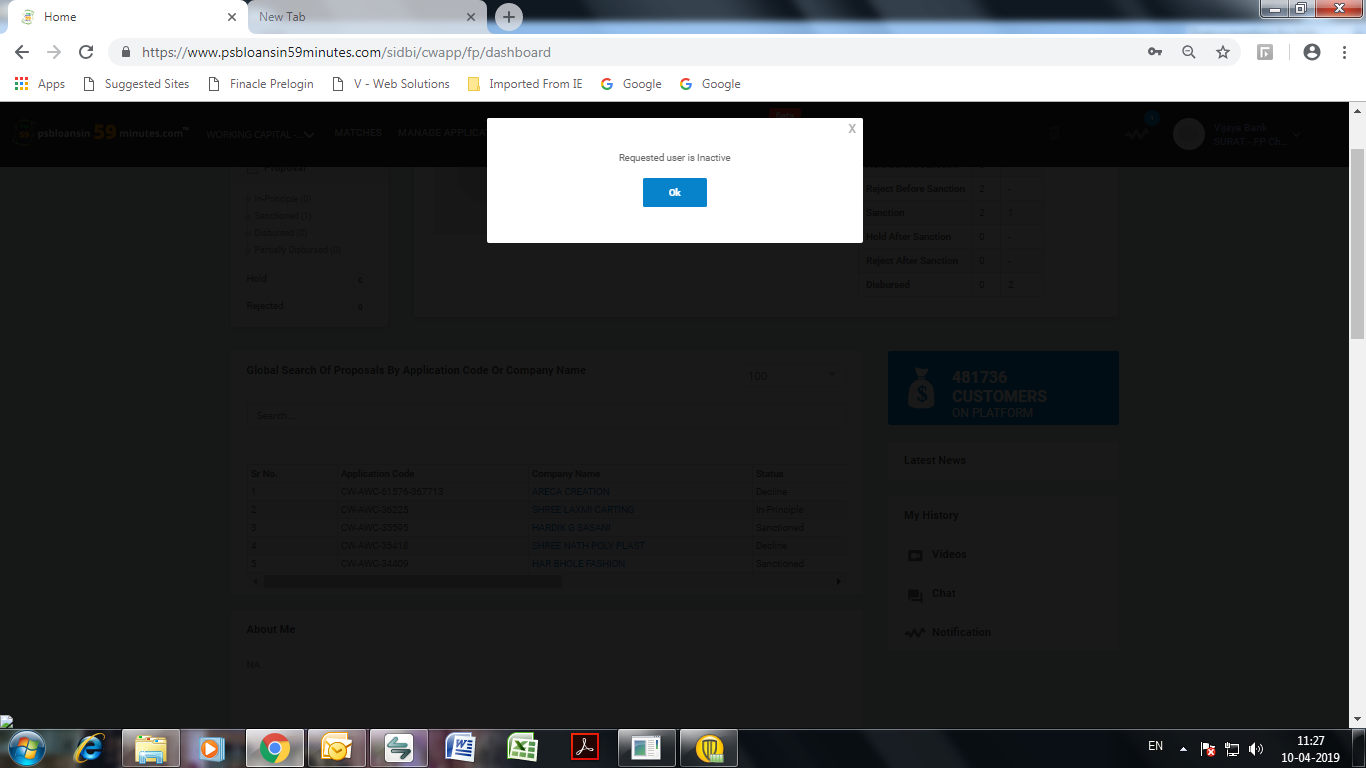 Home
New Tab
https://www.psbloansin59minutes.com/sidbi/cwapp/fp/dashboard
Apps Suggested Sites Finacle Prelogin V - Web Solutions Imported From IE Google Google
psbloansin 59 minutes.com™ WORKING CAPITAL -... MATCHES MANAGE APPLICA
Vijaya Bank
SURAT - FP Ch...
X
Requested user is Inactive
Ok
Proposal
In-Principle (0)
Sanctioned (1)
Disbursed (2)
Partially Disbursed (0)
Hold
Rejected
Reject Before Sanction 2 -
Sanction 2 1
Hold After Sanction 0 -
Reject After Sanction 0 -
Disbursed 0 2
Global Search Of Proposals By Application Code Or Company Name 100
Search...
Sr No. Application Code Company Name Status
1 CW-AWC-61576-367713 ARECA CREATION Decline
2 CW-AWC-36225 SHREE LAXMI CARTING In-Principle
3 CW-AWC-35595 HARDIK G SASANI Sanctioned
4 CW-AWC-35418 SHREE NATH POLY PLAST Decline
5 CW-AWC-34409 HAR BHOLE FASHION Sanctioned
About Me
NA
481736
CUSTOMERS
ON PLATFORM
Latest News
My History
Videos
Chat
Notification
EN
11:27
10-04-2019